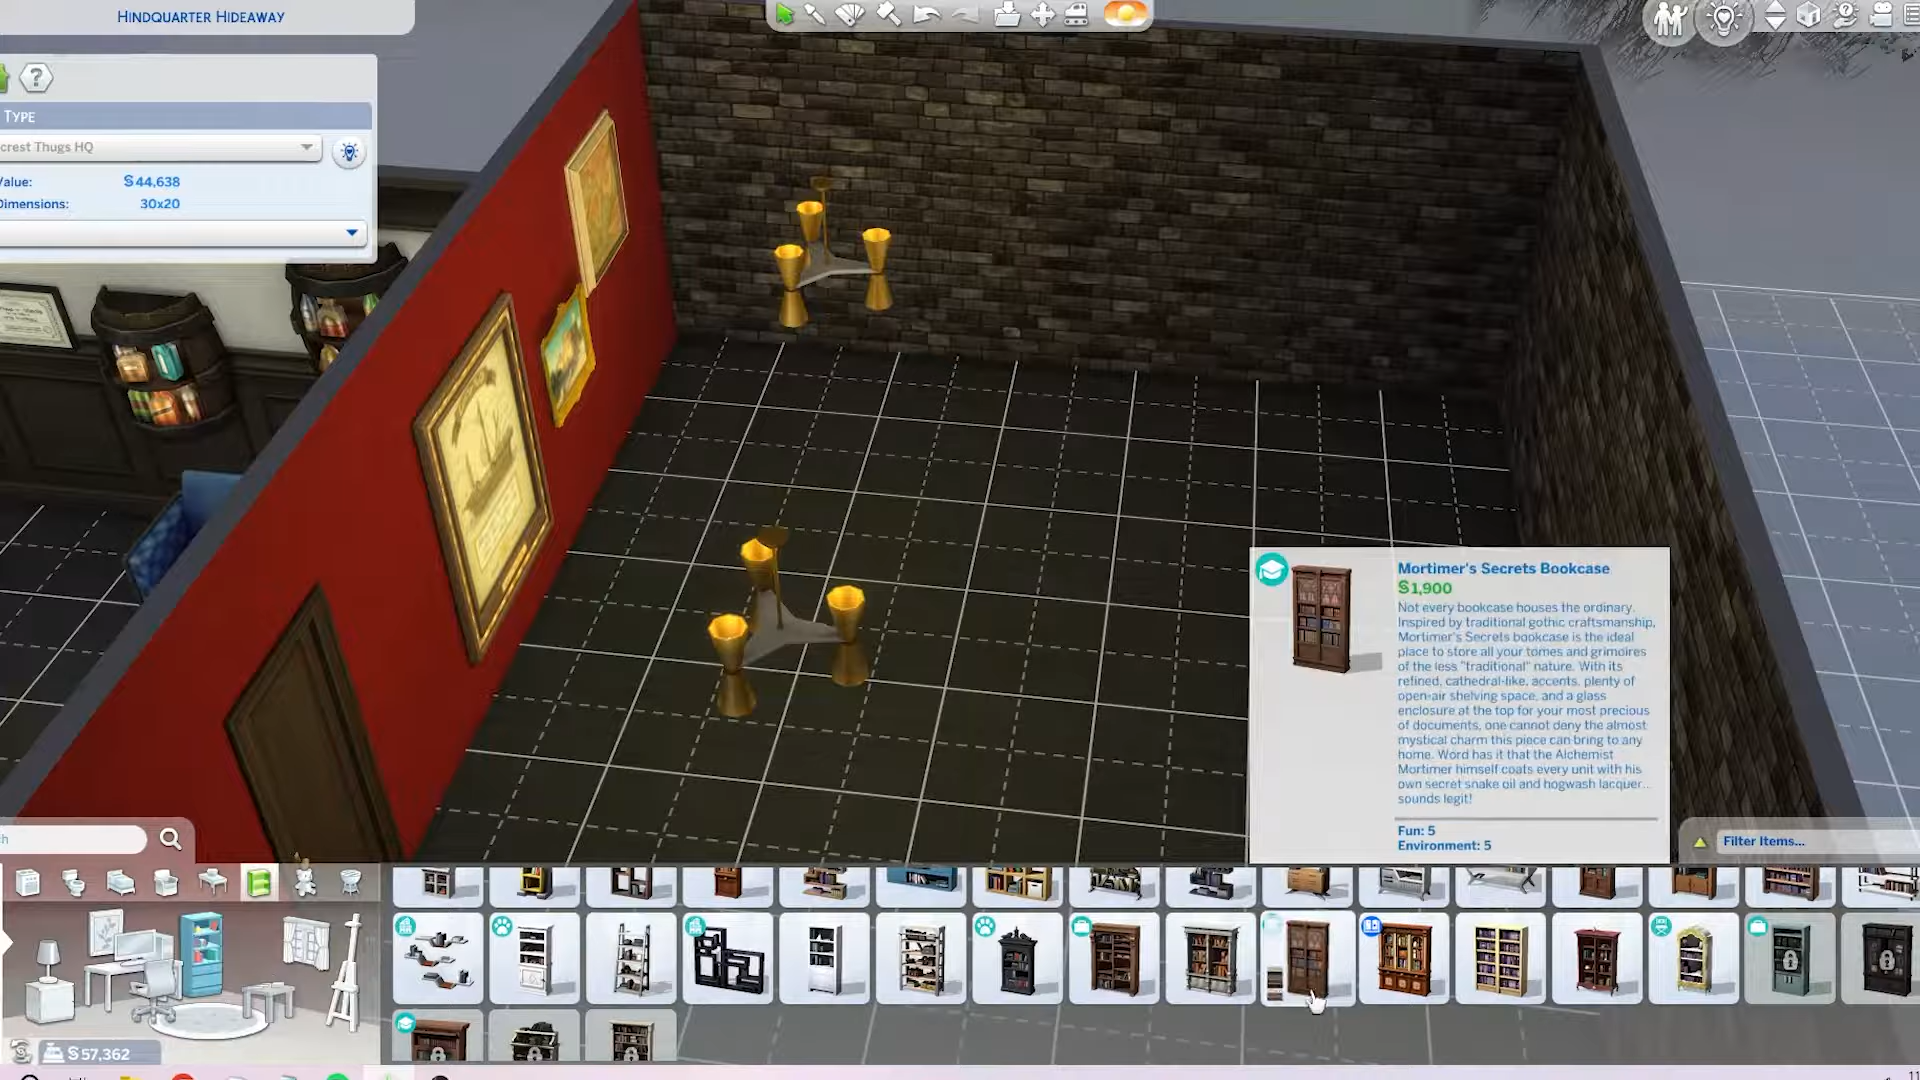 HINDQUARTER HIDEAWAY
?
TYPE
crest Thugs HQ
Value: §44,638
Dimensions: 30x20
Mortimer's Secrets Bookcase
§1,900
Not every bookcase houses the ordinary.
Inspired by traditional gothic craftsmanship,
Mortimer's Secrets bookcase is the ideal
place to store all your tomes and grimoires
of the less "traditional" nature. With its
refined, cathedral-like, accents, plenty of
open-air shelving space, and a glass
enclosure at the top for your most precious
of documents, one cannot deny the almost
mystical charm this piece can bring to any
home. Word has it that the Alchemist
Mortimer himself coats every unit with his
own secret snake oil and hogwash lacquer...
sounds legit!
Fun: 5
Environment: 5
h
Filter Items...
§57,362
11